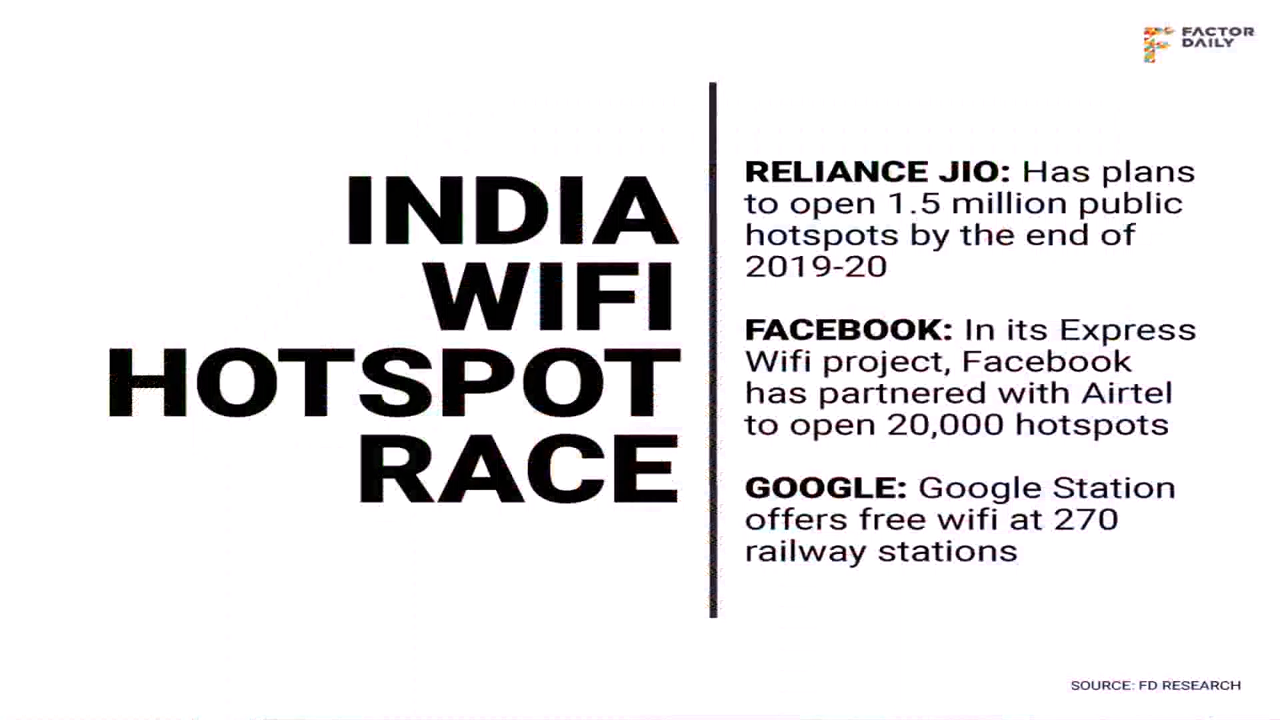 FACTOR
DAILY
INDIA
WIFI
HOTSPOT
RACE
RELIANCE JIO: Has plans
to open 1.5 million public
hotspots by the end of
2019-20
FACEBOOK: In its Express
Wifi project, Facebook
has partnered with Airtel
to open 20,000 hotspots
GOOGLE: Google Station
offers free wifi at 270
railway stations
SOURCE: FD RESEARCH